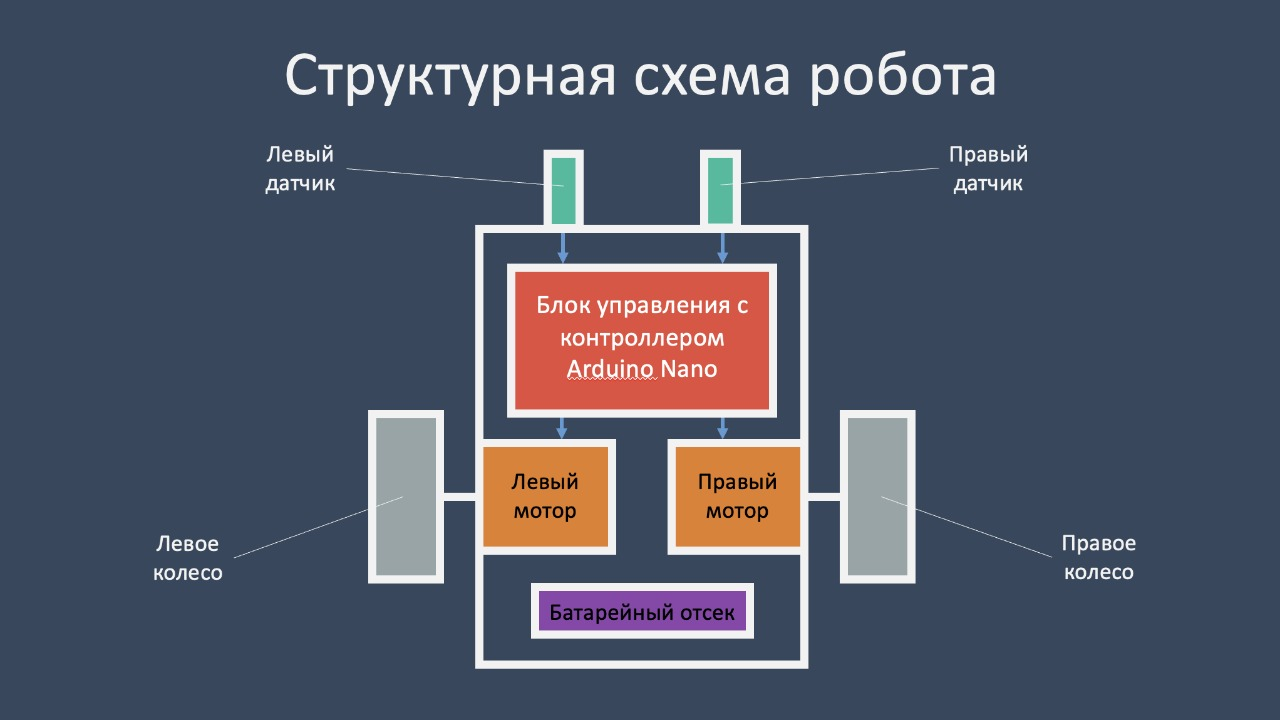 Структурная схема робота
Левый
датчик
Правый
датчик
Блок управления с
контроллером
Arduino Nano
Левый
мотор
Правый
мотор
Левое
колесо
Правое
колесо
Батарейный отсек